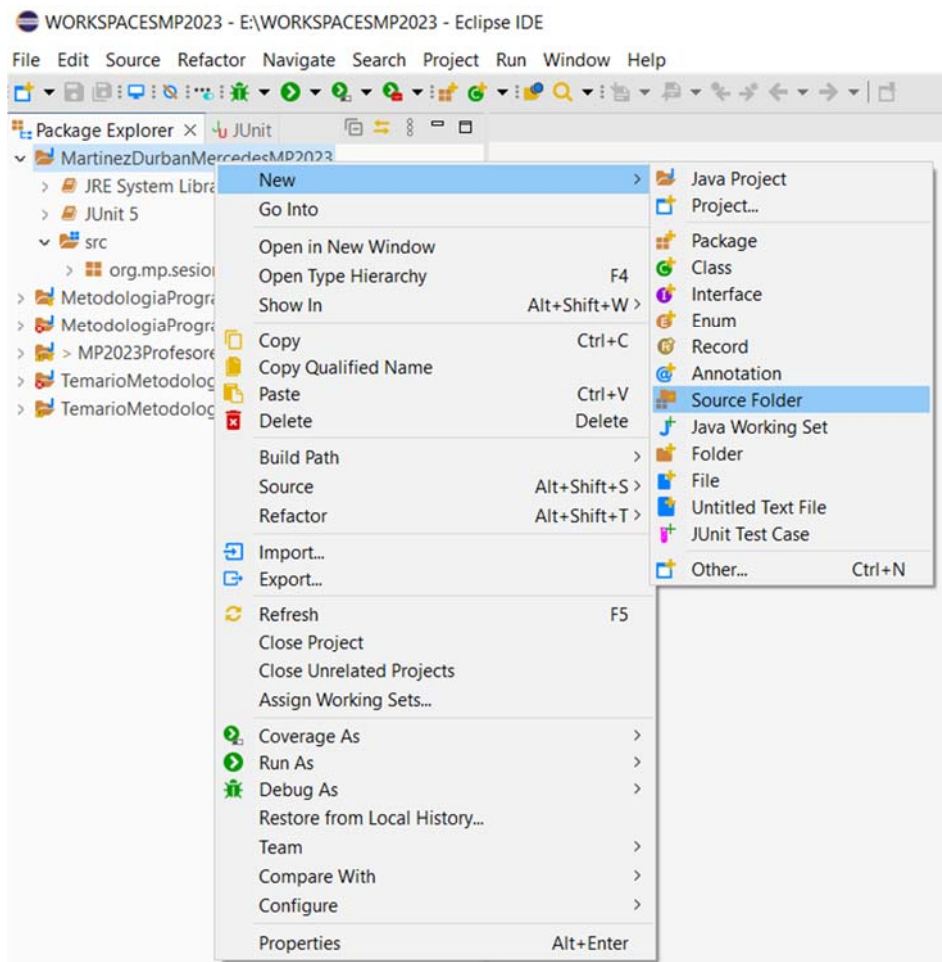 WORKSPACESMP2023 - E:\WORKSPACESMP2023 - Eclipse IDE
File Edit Source Refactor Navigate Search Project Run Window Help
Package Explorer JUnit
MartinezDurbanMercedesMP2023
JRE System Libra
JUnit 5
src
org.mp.sesion
MetodologiaProgra
MetodologiaProgra
> MP2023Profesore
TemarioMetodolog
TemarioMetodolog
New
Go Into
Open in New Window
Open Type Hierarchy F4
Show In Alt+Shift+W >
Copy Ctrl+C
Copy Qualified Name
Paste Ctrl+V
Delete Delete
Build Path
Source Alt+Shift+S >
Refactor Alt+Shift+T >
Import...
Export...
Refresh F5
Close Project
Close Unrelated Projects
Assign Working Sets...
Coverage As
Run As
Debug As
Restore from Local History...
Team
Compare With
Configure
Properties Alt+Enter
Java Project
Project...
Package
Class
Interface
Enum
Record
Annotation
Source Folder
Java Working Set
Folder
File
Untitled Text File
JUnit Test Case
Other... Ctrl+N